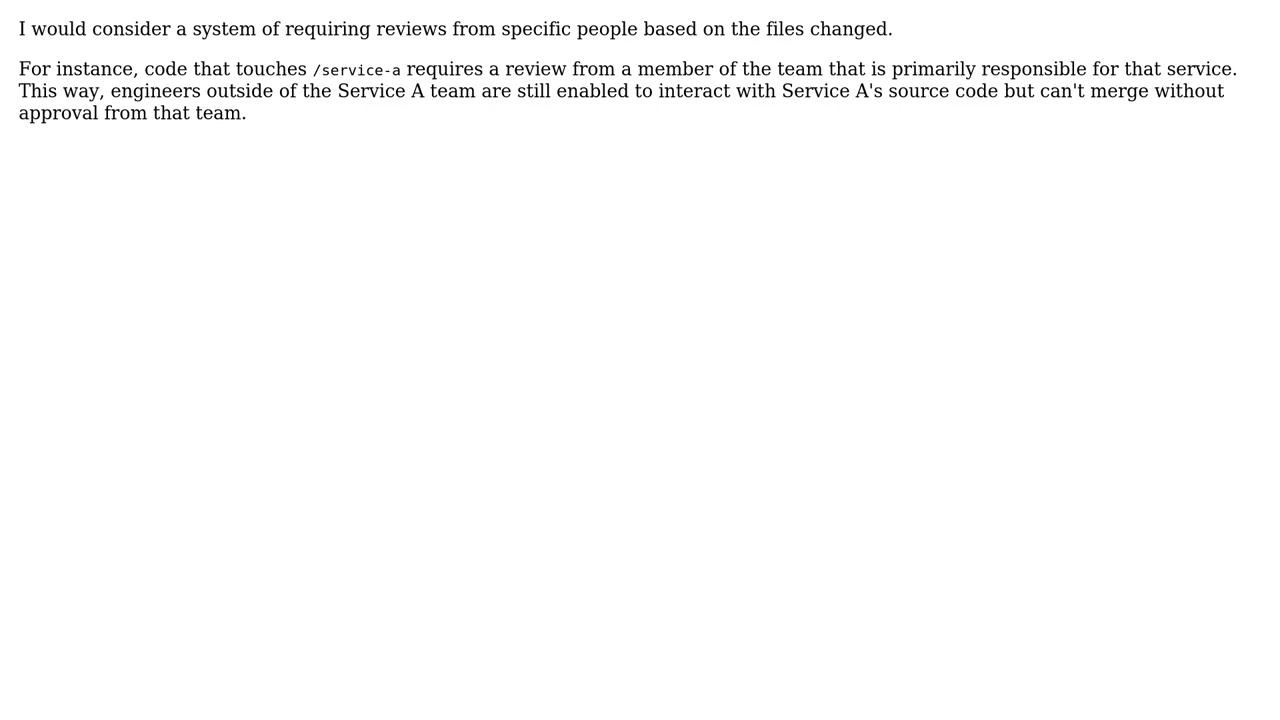 I would consider a system of requiring reviews from specific people based on the files changed.
For instance, code that touches /service-a requires a review from a member of the team that is primarily responsible for that service.
This way, engineers outside of the Service A team are still enabled to interact with Service A's source code but can't merge without
approval from that team.